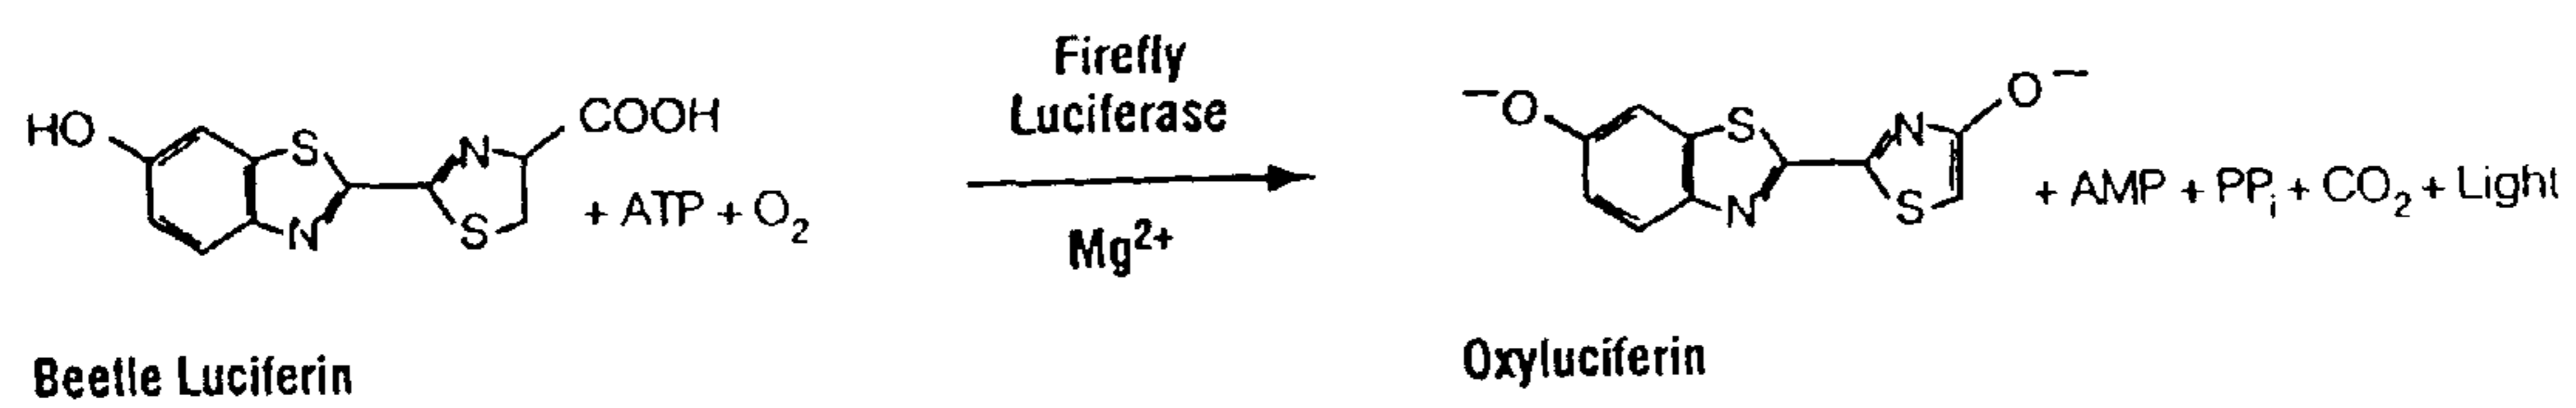 Firefly
Luciferase
HO S N N S COOH + ATP + O₂
Mg²⁺
⁻O S N N S O⁻ + AMP + PPᵢ + CO₂ + Light
Beetle Luciferin
Oxyluciferin